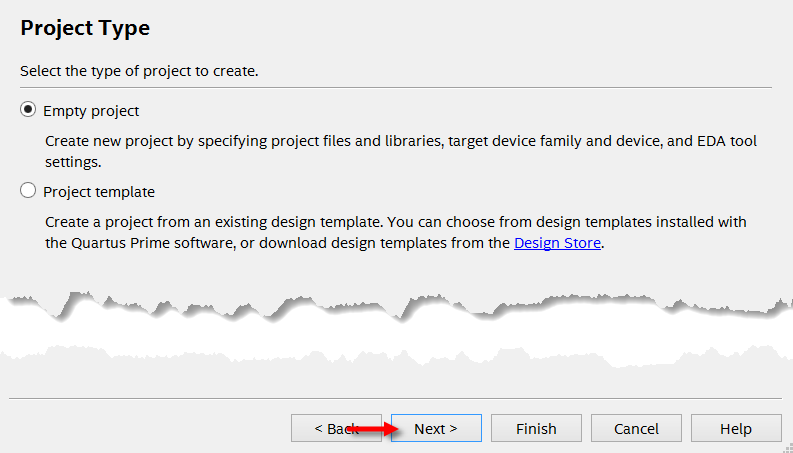 Project Type
Select the type of project to create.
Empty project
Create new project by specifying project files and libraries, target device family and device, and EDA tool
settings.
Project template
Create a project from an existing design template. You can choose from design templates installed with
the Quartus Prime software, or download design templates from the Design Store.
< Back Next > Finish Cancel Help